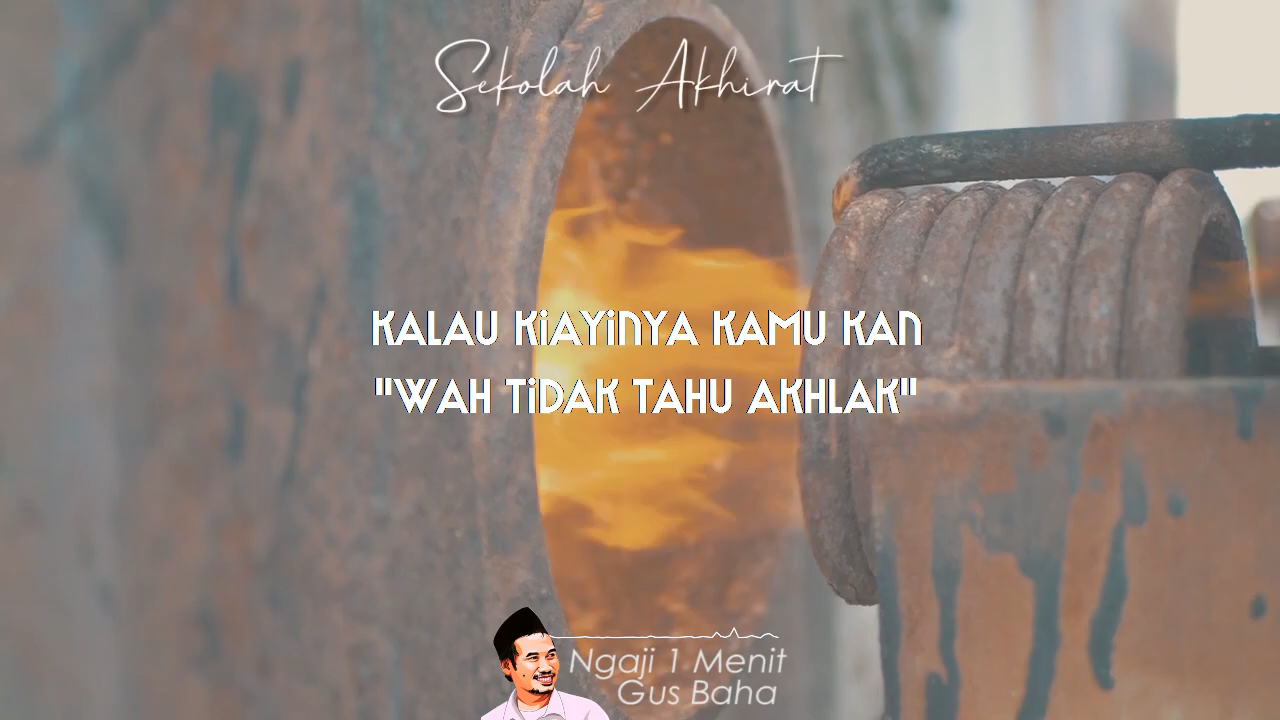 Sekolah Akhirat
KALAU KiAYiNYA KAMU KAN
"WAH TiDAK TAHU AKHLAK"
Ngaji 1 Menit
Gus Baha